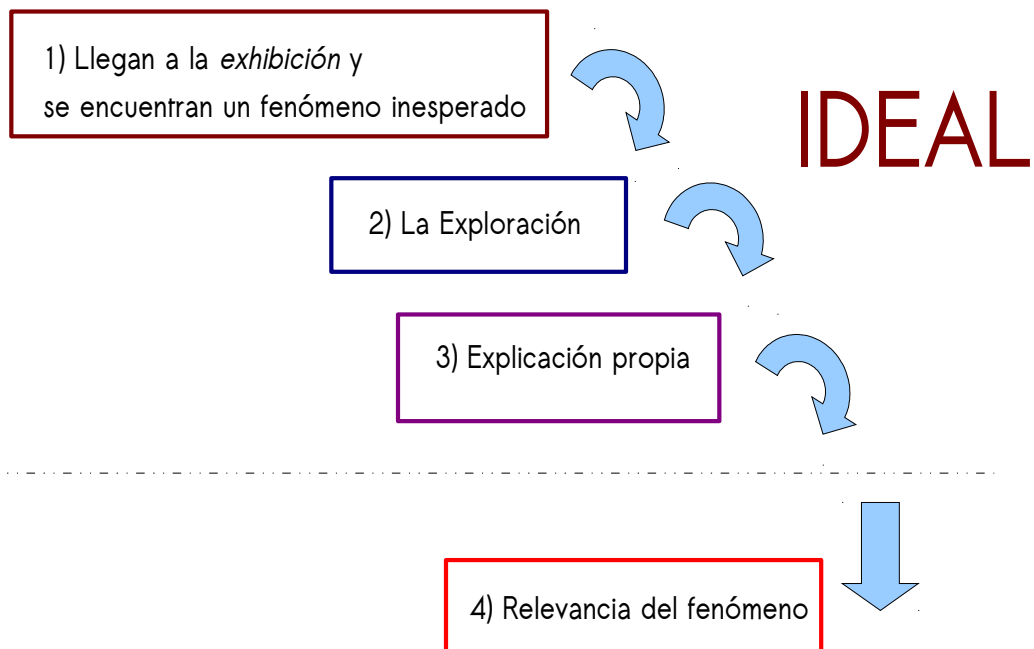 1) Llegan a la exhibición y
se encuentran un fenómeno inesperado
IDEAL
2) La Exploración
3) Explicación propia
4) Relevancia del fenómeno